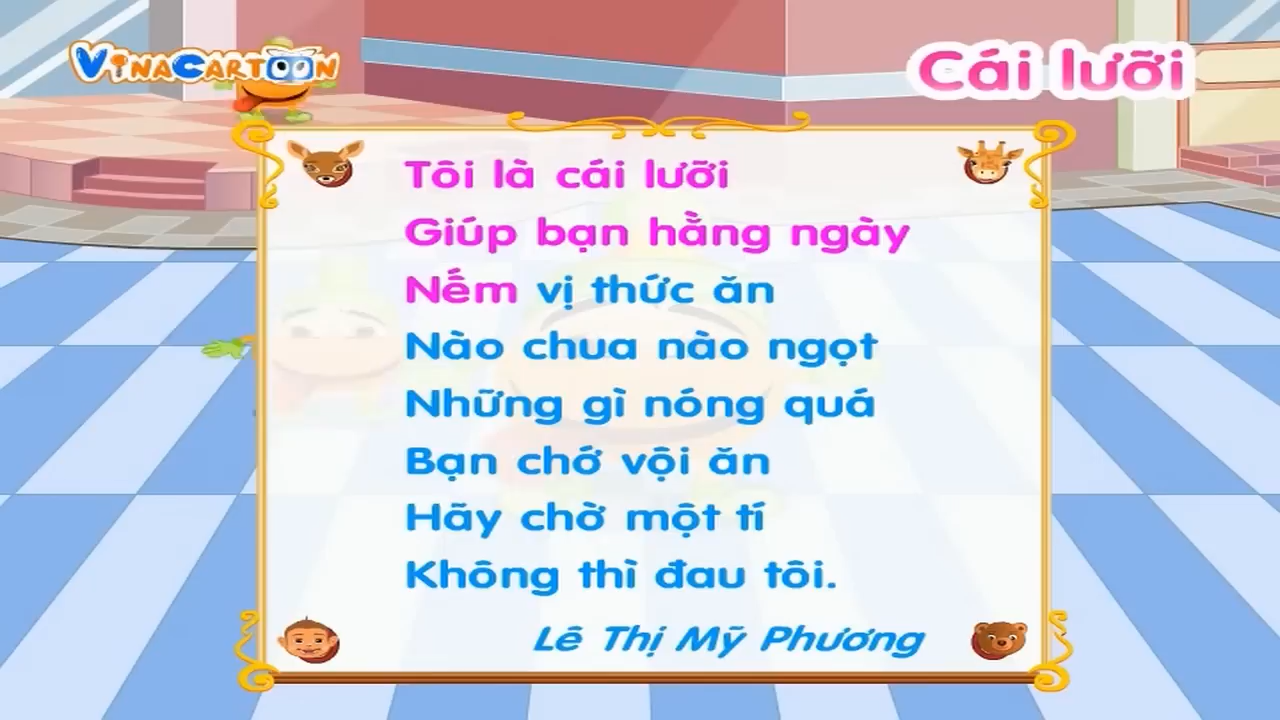 VINACARTOON
Cái lưỡi
Tôi là cái lưỡi
Giúp bạn hằng ngày
Nếm vị thức ăn
Nào chua nào ngọt
Những gì nóng quá
Bạn chớ vội ăn
Hãy chờ một tí
Không thì đau tôi.
Lê Thị Mỹ Phương